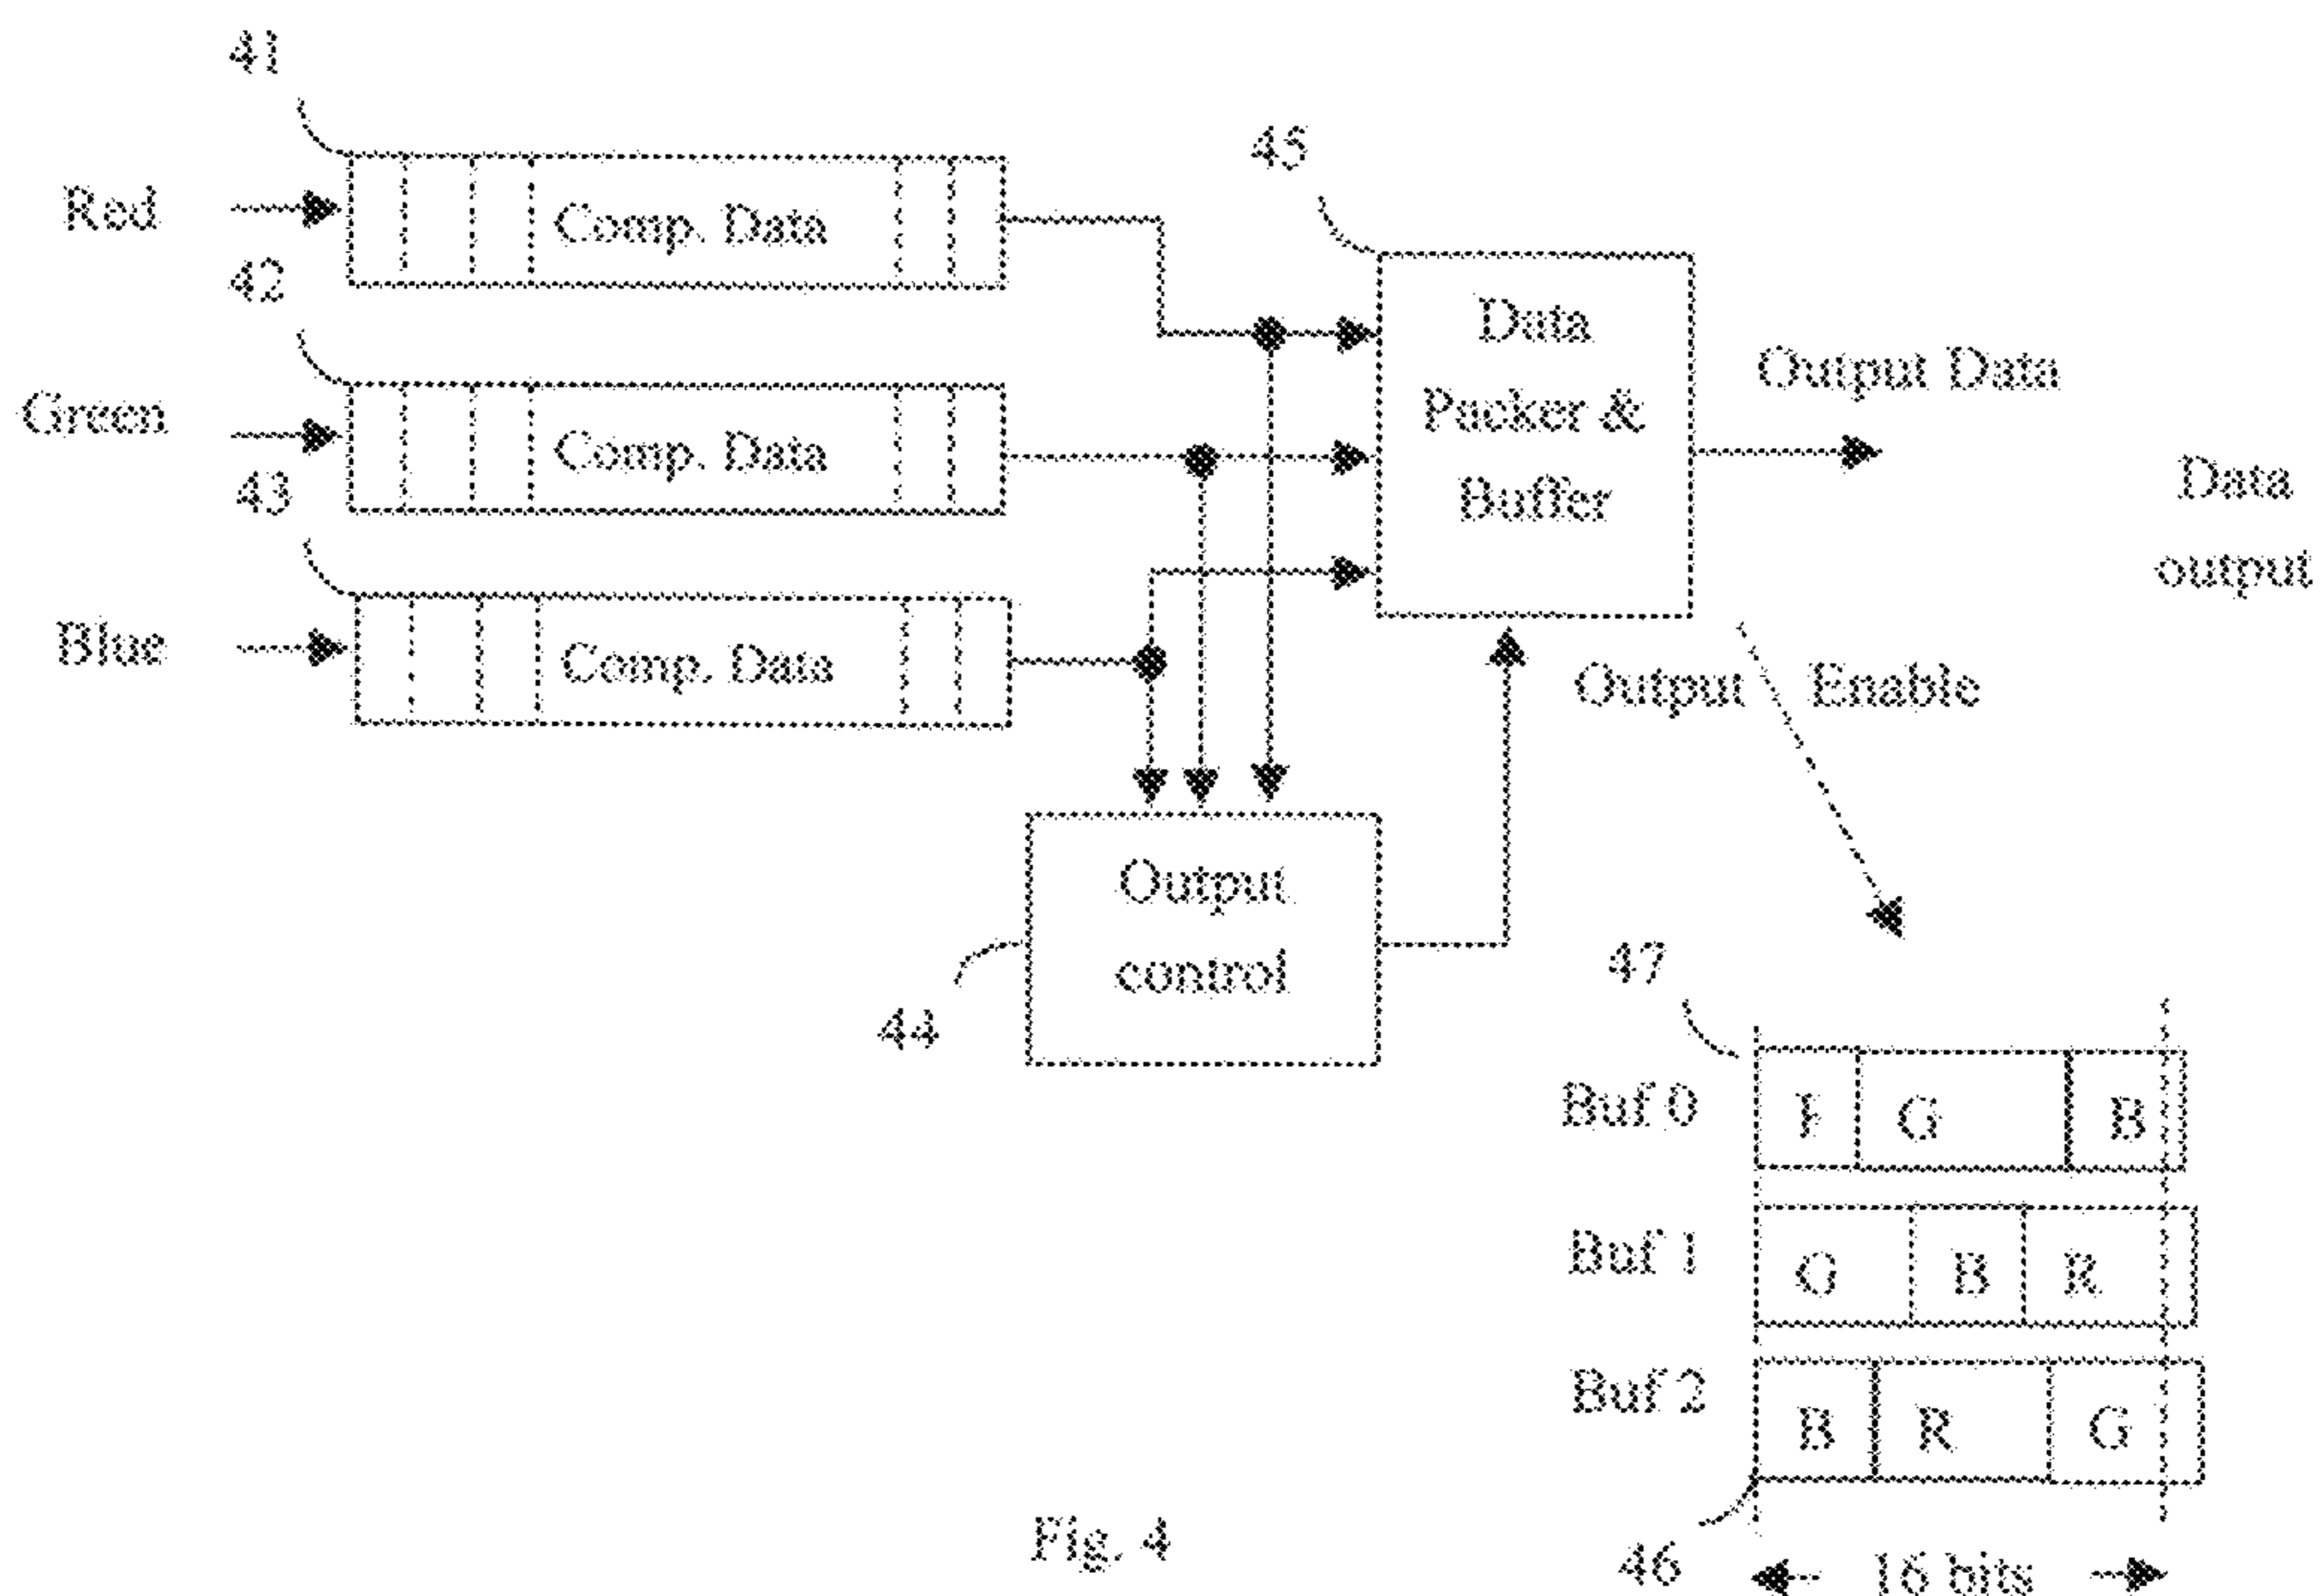 41
Red
Comp. Data
42
Green
Comp. Data
43
Blue
Comp. Data
45
Data
Packer &
Buffer
Output Data
Data
output
Output Enable
Output
control
44
47
Buf 0
G
B
Buf 1
G
B
R
Buf 2
B
R
G
46
16 bits
Fig. 4